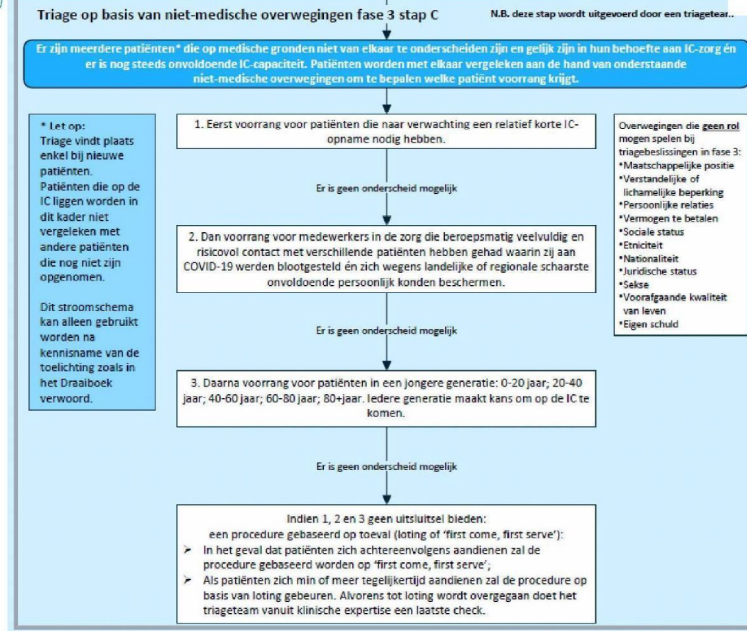 Triage op basis van niet-medische overwegingen fase 3 stap C
N.B. deze stap wordt uitgevoerd door een triagetear..
Er zijn meerdere patiënten* die op medische gronden niet van elkaar te onderscheiden zijn en gelijk zijn in hun behoefte aan IC-zorg én
er is nog steeds onvoldoende IC-capaciteit. Patiënten worden met elkaar vergeleken aan de hand van onderstaande
niet-medische overwegingen om te bepalen welke patiënt voorrang krijgt.
* Let op:
Triage vindt plaats
enkel bij nieuwe
patiënten.
Patiënten die op de
IC liggen worden in
dit kader niet
vergeleken met
andere patiënten
die nog niet zijn
opgenomen.
Dit stroomschema
kan alleen gebruikt
worden na
kennisname van de
toelichting zoals in
het Draaiboek
verwoord.
1. Eerst voorrang voor patiënten die naar verwachting een relatief korte IC-
opname nodig hebben.
Er is geen onderscheid mogelijk
2. Dan voorrang voor medewerkers in de zorg die beroepsmatig veelvuldig en
risicovol contact met verschillende patiënten hebben gehad waarin zij aan
COVID-19 werden blootgesteld én zich wegens landelijke of regionale schaarste
onvoldoende persoonlijk konden beschermen.
Er is geen onderscheid mogelijk
3. Daarna voorrang voor patiënten in een jongere generatie: 0-20 jaar; 20-40
jaar; 40-60 jaar; 60-80 jaar; 80+jaar. Iedere generatie maakt kans om op de IC te
komen.
Er is geen onderscheid mogelijk
Indien 1, 2 en 3 geen uitsluitsel bieden:
een procedure gebaseerd op toeval (loting of 'first come, first serve'):
➢ In het geval dat patiënten zich achtereenvolgens aandienen zal de
procedure gebaseerd worden op 'first come, first serve';
➢ Als patiënten zich min of meer tegelijkertijd aandienen zal de procedure op
basis van loting gebeuren. Alvorens tot loting wordt overgegaan doet het
triageteam vanuit klinische expertise een laatste check.
Overwegingen die geen rol
mogen spelen bij
triagebeslissingen in fase 3:
•Maatschappelijke positie
•Verstandelijke of
lichamelijke beperking
•Persoonlijke relaties
•Vermogen te betalen
•Sociale status
•Etniciteit
•Nationaliteit
•Juridische status
•Sekse
•Voorafgaande kwaliteit
van leven
•Eigen schuld